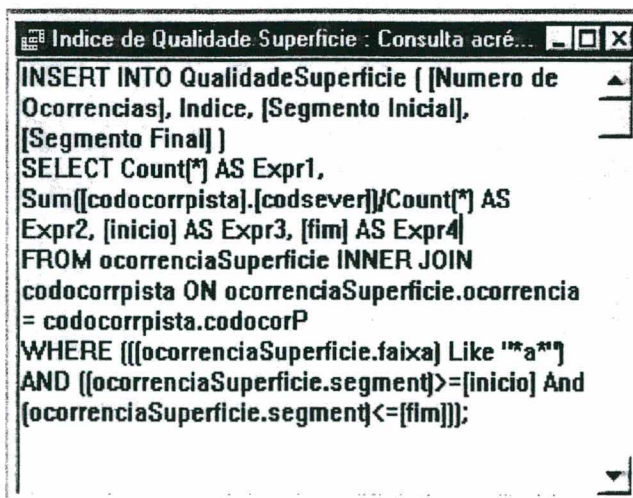 Indice de Qualidade Superficie : Consulta acré...
INSERT INTO QualidadeSuperficie ( [Numero de
Ocorrencias], Indice, [Segmento Inicial],
[Segmento Final] )
SELECT Count(*) AS Expr1,
Sum([codocorrpista].[codsever])/Count(*) AS
Expr2, [inicio] AS Expr3, [fim] AS Expr4
FROM ocorrenciaSuperficie INNER JOIN
codocorrpista ON ocorrenciaSuperficie.ocorrencia
= codocorrpista.codocorP
WHERE (((ocorrenciaSuperficie.faixa) Like "*a*")
AND ((ocorrenciaSuperficie.segment)>=[inicio] And
(ocorrenciaSuperficie.segment)<=[fim]));